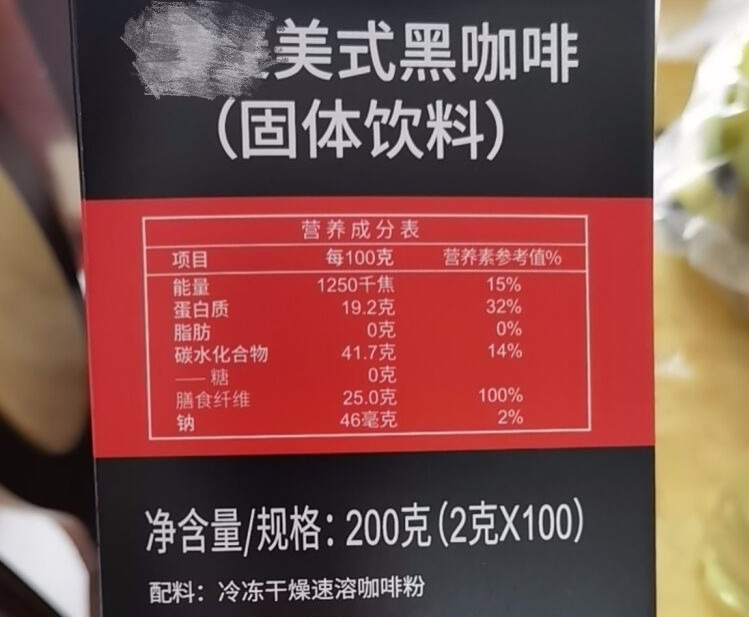 美式黑咖啡
(固体饮料)
营养成分表
项目 每100克 营养素参考值%
能量 1250千焦 15%
蛋白质 19.2克 32%
脂肪 0克 0%
碳水化合物 41.7克 14%
—— 糖 0克
膳食纤维 25.0克 100%
钠 46毫克 2%
净含量/规格: 200克(2克X100)
配料: 冷冻干燥速溶咖啡粉